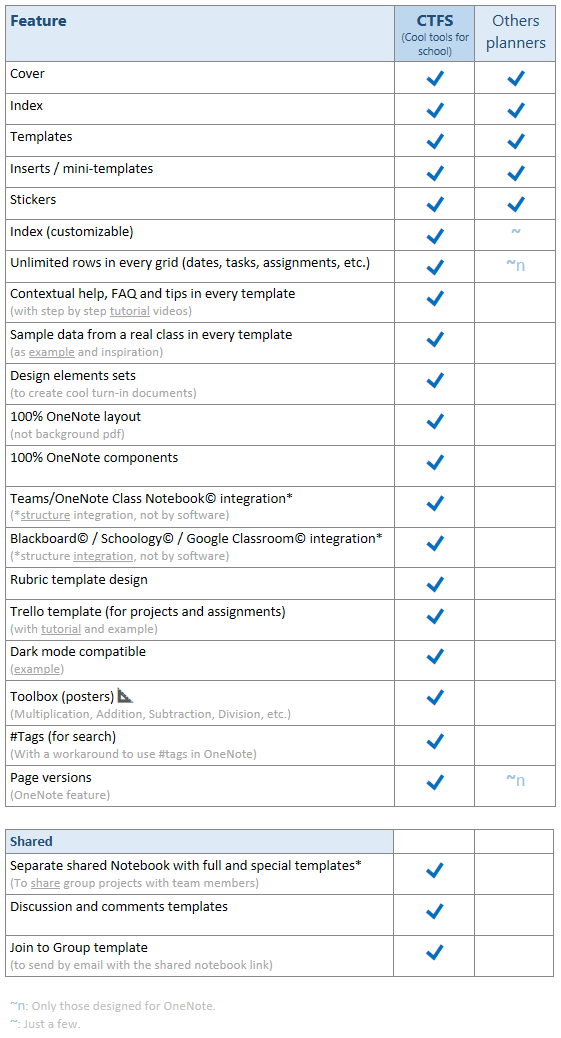 Feature
CTFS
Others
(Cool tools for
planners
school)
Cover
Index
Templates
Inserts / mini-templates
Stickers
Index (customizable)
~
Unlimited rows in every grid (dates, tasks, assignments, etc.)
~n
Contextual help, FAQ and tips in every template
(with step by step tutorial videos)
Sample data from a real class in every template
(as example and inspiration)
Design elements sets
(to create cool turn-in documents)
100% OneNote layout
(not background pdf)
100% OneNote components
Teams/OneNote Class Notebook© integration*
(*structure integration, not by software)
Blackboard© / Schoology© / Google Classroom© integration*
(*structure integration, not by software)
Rubric template design
Trello template (for projects and assignments)
(with tutorial and example)
Dark mode compatible
(example)
Toolbox (posters)
(Multiplication, Addition, Subtraction, Division, etc.)
#Tags (for search)
(With a workaround to use #tags in OneNote)
Page versions
~n
(OneNote feature)
Shared
Separate shared Notebook with full and special templates*
(To share group projects with team members)
Discussion and comments templates
Join to Group template
(to send by email with the shared notebook link)
~n: Only those designed for OneNote.
~: Just a few.